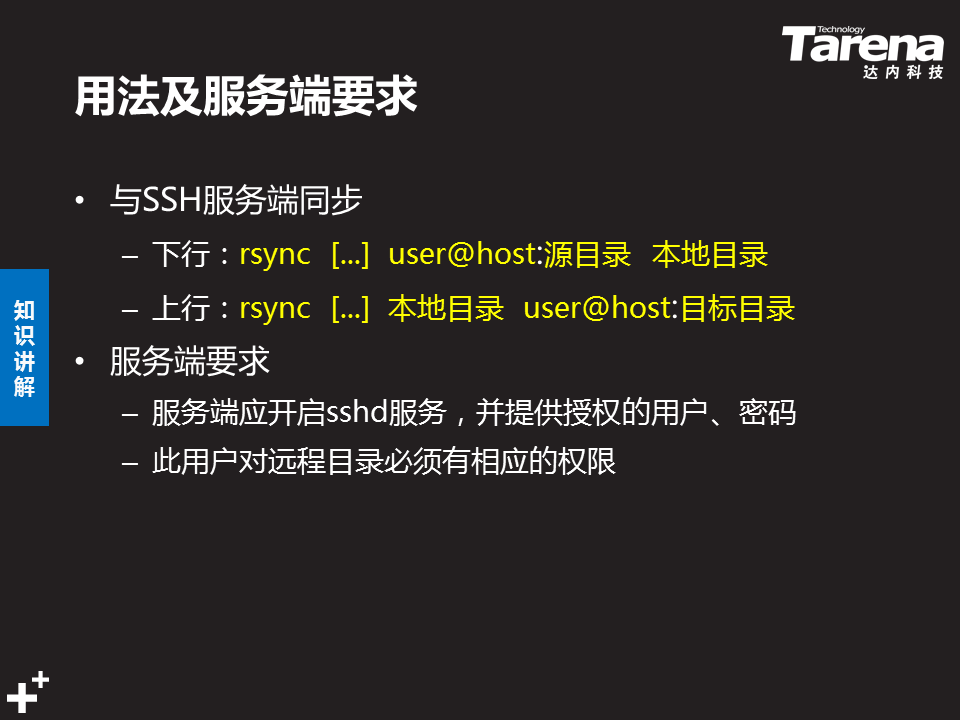 Technology
Tarena
达内科技
用法及服务端要求
• 与SSH服务端同步
– 下行：rsync [...] user@host:源目录 本地目录
– 上行：rsync [...] 本地目录 user@host:目标目录
• 服务端要求
– 服务端应开启sshd服务，并提供授权的用户、密码
– 此用户对远程目录必须有相应的权限
知识讲解